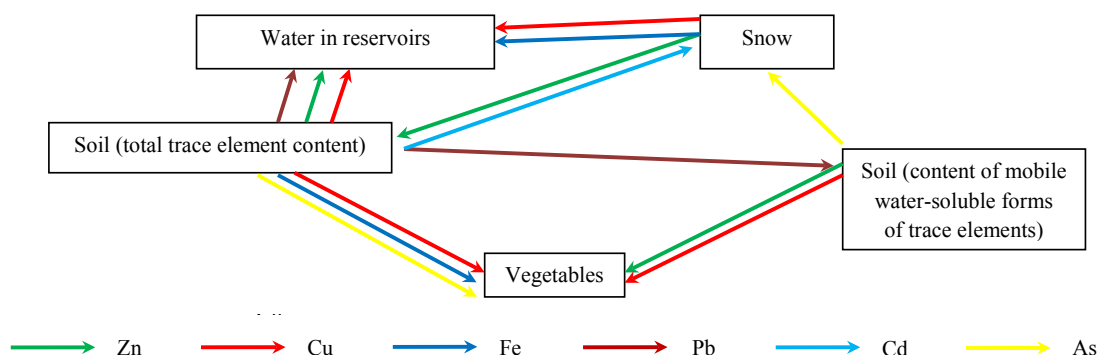 Water in reservoirs
Snow
Soil (total trace element content)
Soil (content of mobile
water-soluble forms
of trace elements)
Vegetables
Zn Cu Fe Pb Cd As